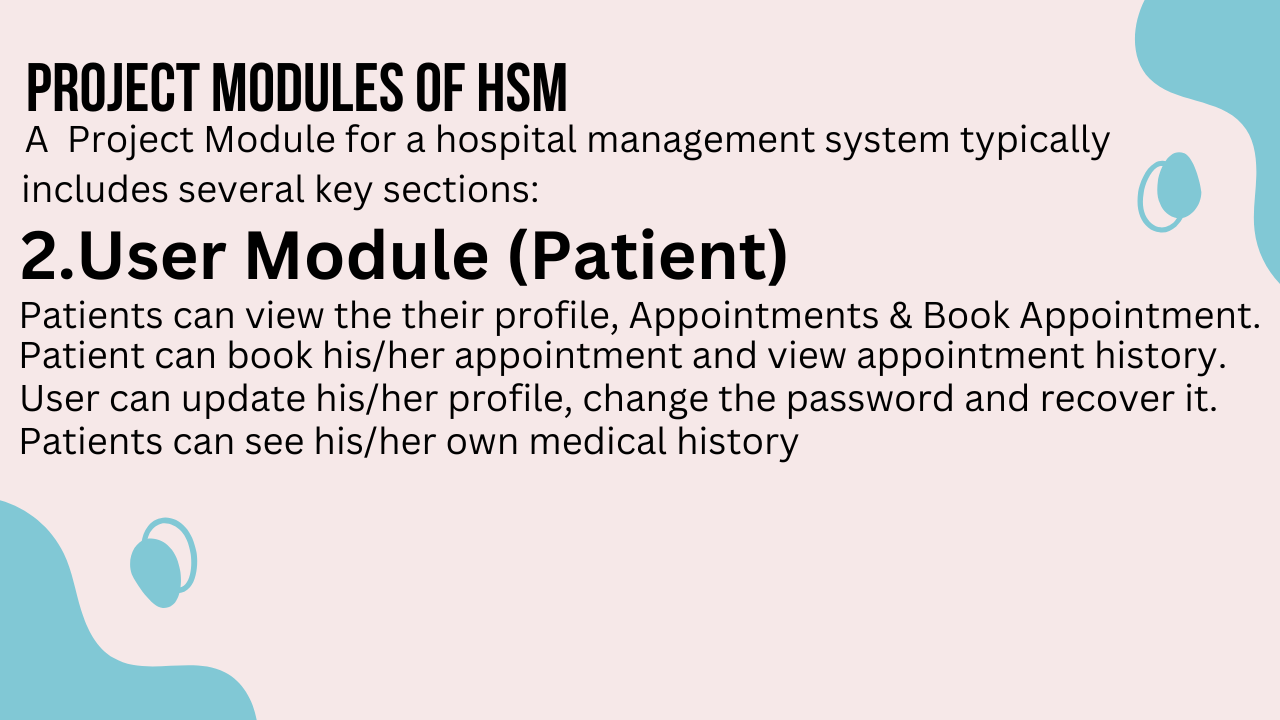 PROJECT MODULES OF HSM
A Project Module for a hospital management system typically
includes several key sections:
2.User Module (Patient)
Patients can view the their profile, Appointments & Book Appointment.
Patient can book his/her appointment and view appointment history.
User can update his/her profile, change the password and recover it.
Patients can see his/her own medical history